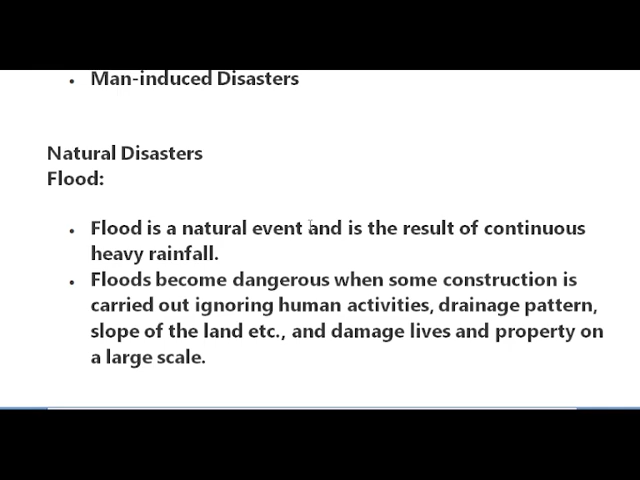 • Man-induced Disasters
Natural Disasters
Flood:
• Flood is a natural event and is the result of continuous
heavy rainfall.
• Floods become dangerous when some construction is
carried out ignoring human activities, drainage pattern,
slope of the land etc., and damage lives and property on
a large scale.